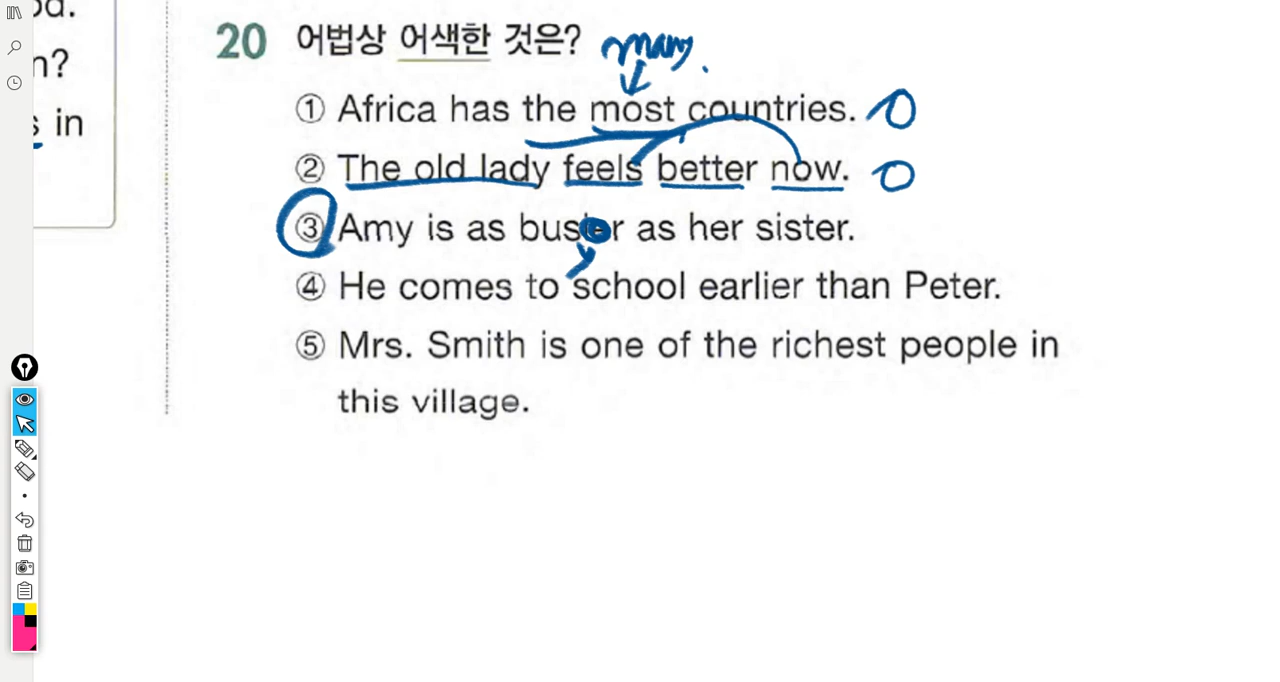 od.
n?
s in
20 어법상 어색한 것은?
many
① Africa has the most countries.
② The old lady feels better now.
③ Amy is as busier as her sister.
y
④ He comes to school earlier than Peter.
⑤ Mrs. Smith is one of the richest people in
this village.